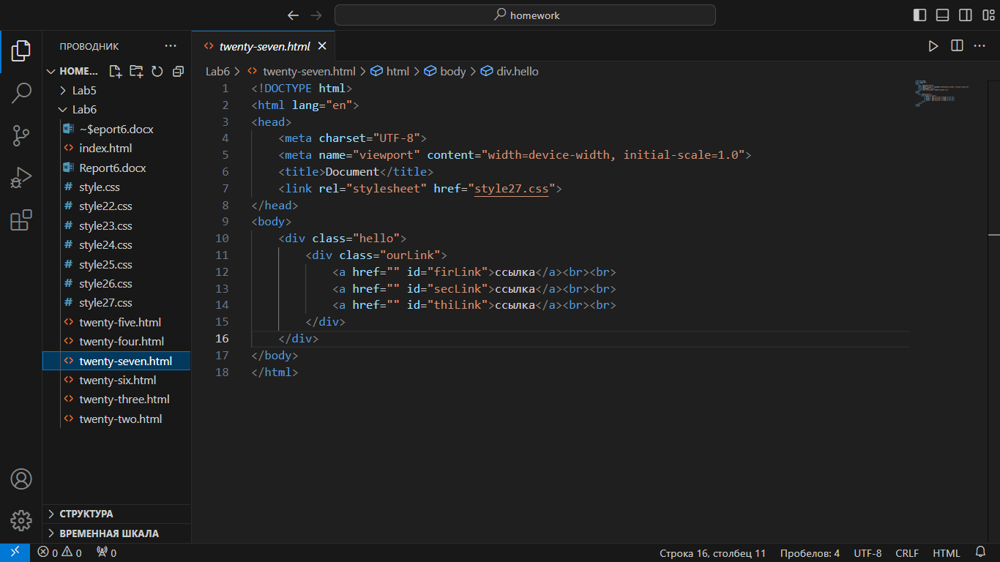 homework
ПРОВОДНИК
HOME...
Lab5
Lab6
~$eport6.docx
index.html
Report6.docx
style.css
style22.css
style23.css
style24.css
style25.css
style26.css
style27.css
twenty-five.html
twenty-four.html
twenty-seven.html
twenty-six.html
twenty-three.html
twenty-two.html
СТРУКТУРА
ВРЕМЕННАЯ ШКАЛА
twenty-seven.html
Lab6 > twenty-seven.html > html > body > div.hello
1 <!DOCTYPE html>
2 <html lang="en">
3 <head>
4 <meta charset="UTF-8">
5 <meta name="viewport" content="width=device-width, initial-scale=1.0">
6 <title>Document</title>
7 <link rel="stylesheet" href="style27.css">
8 </head>
9 <body>
10 <div class="hello">
11 <div class="ourLink">
12 <a href="" id="firLink">ссылка</a><br><br>
13 <a href="" id="secLink">ссылка</a><br><br>
14 <a href="" id="thiLink">ссылка</a><br><br>
15 </div>
16 </div>
17 </body>
18 </html>
0 0 0 Строка 16, столбец 11 Пробелов: 4 UTF-8 CRLF HTML